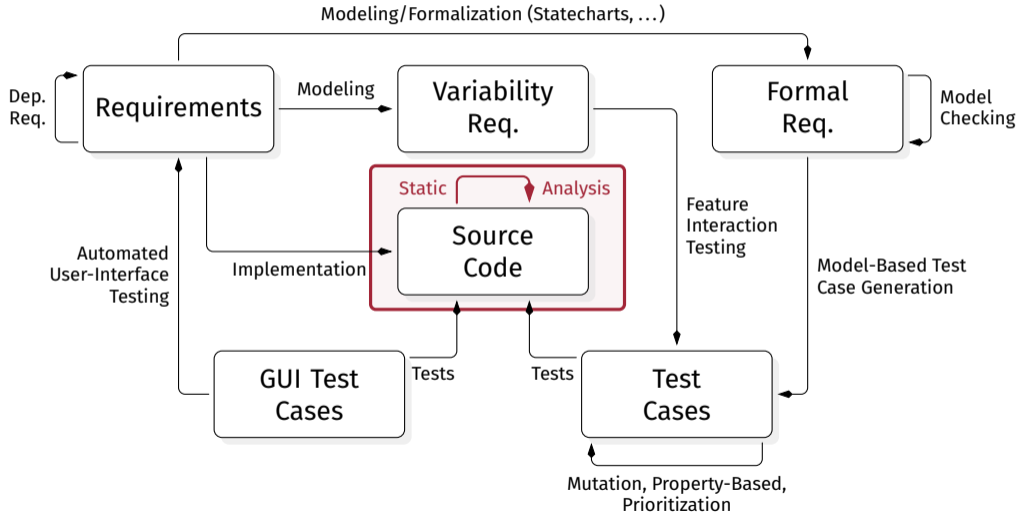 Modeling/Formalization (Statecharts, …)
Dep.
Req.
Requirements
Modeling
Variability
Req.
Formal
Req.
Model
Checking
Static
Analysis
Source
Code
Feature
Interaction
Testing
Automated
User-Interface
Testing
Implementation
Model-Based Test
Case Generation
GUI Test
Cases
Tests
Tests
Test
Cases
Mutation, Property-Based,
Prioritization